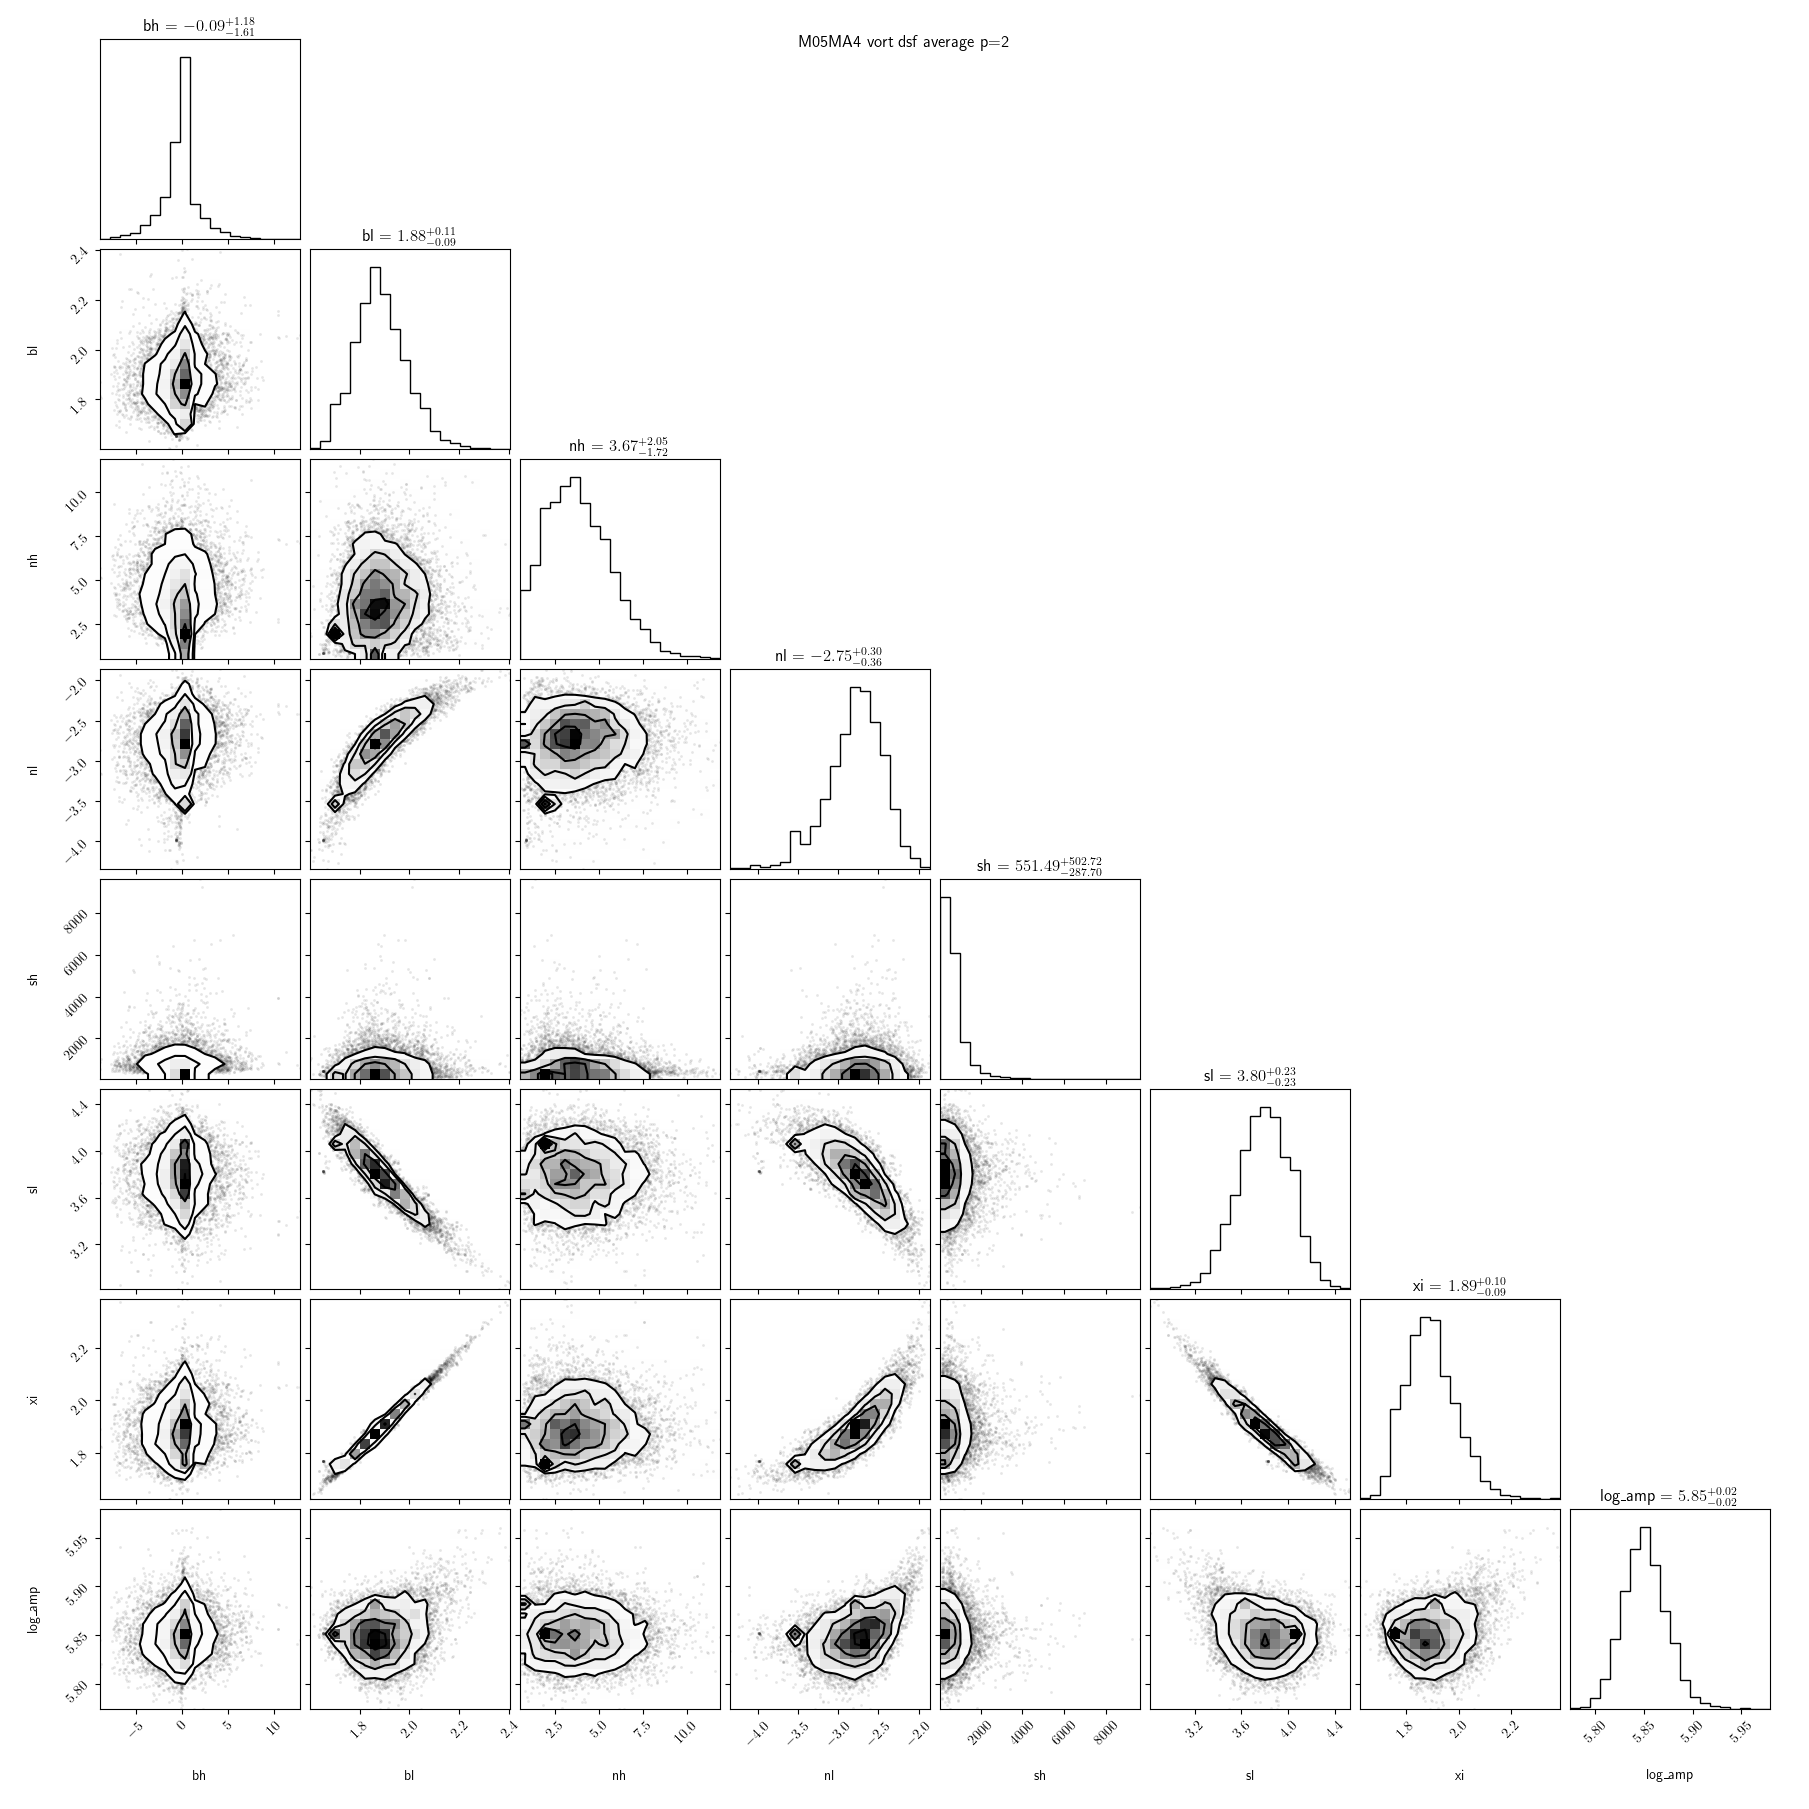 bh = −0.09+1.18−1.61
M05MA4 vort dsf average p=2
bl = 1.88+0.11−0.09
2.4
2.2
2.0
1.8
bl
nh = 3.67+2.05−1.72
10.0
7.5
5.0
2.5
nh
nl = −2.75+0.30−0.36
−2.0
−2.5
−3.0
−3.5
−4.0
nl
sh = 551.49+502.72−287.70
8000
6000
4000
2000
sh
sl = 3.80+0.23−0.23
4.4
4.0
3.6
3.2
sl
xi = 1.89+0.10−0.09
2.2
2.0
1.8
xi
log_amp = 5.85+0.02−0.02
5.95
5.90
5.85
5.80
log_amp
−5 0 5 10 1.8 2.0 2.2 2.4 2.5 5.0 7.5 10.0 −4.0 −3.5 −3.0 −2.5 −2.0 2000 4000 6000 8000 3.2 3.6 4.0 4.4 1.8 2.0 2.2 5.80 5.85 5.90 5.95
bh bl nh nl sh sl xi log_amp